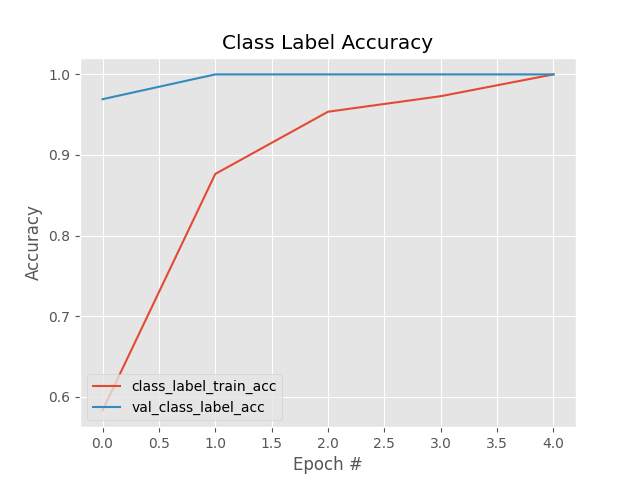 Class Label Accuracy
Accuracy
1.0
0.9
0.8
0.7
0.6
class_label_train_acc
val_class_label_acc
0.0 0.5 1.0 1.5 2.0 2.5 3.0 3.5 4.0
Epoch #